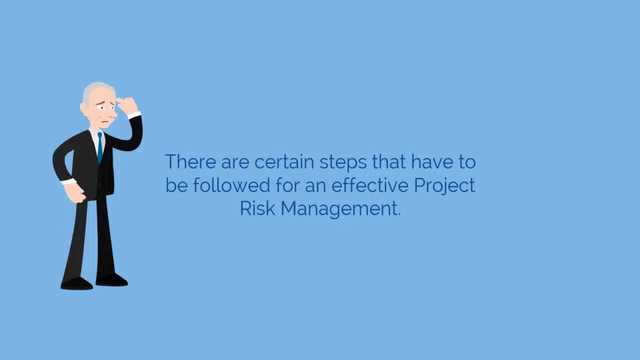 There are certain steps that have to
be followed for an effective Project
Risk Management.